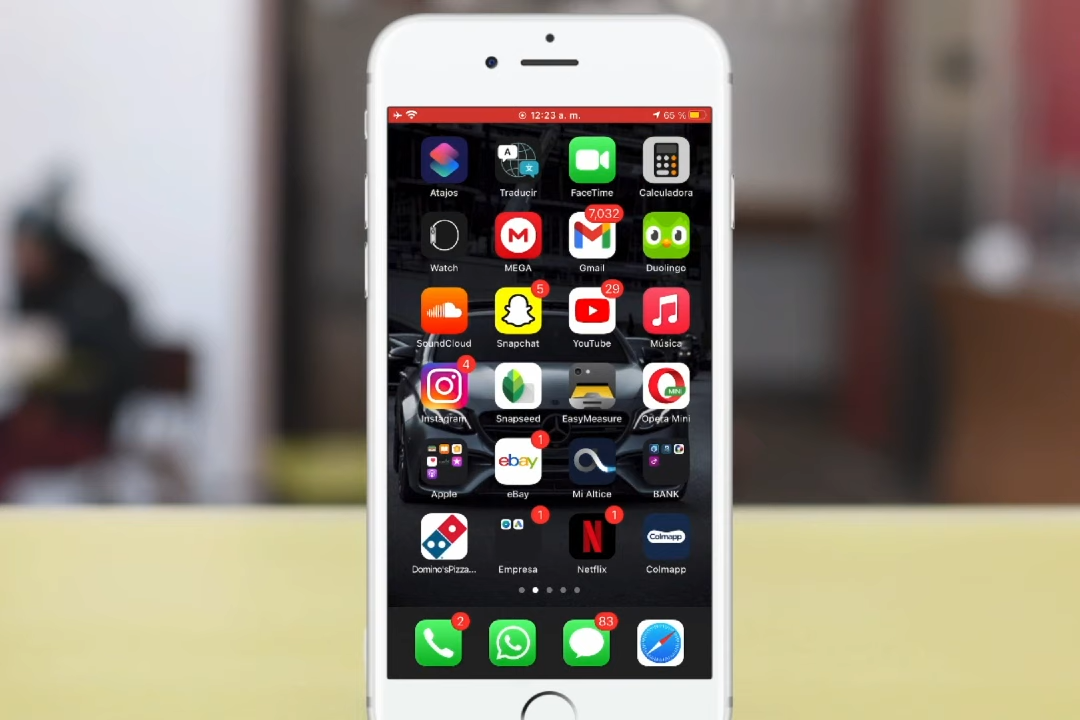 12:23 a. m.
65 %
A
文
Atajos
Traducir
FaceTime
Calculadora
7,032
M
Watch
MEGA
Gmail
Duolingo
5
29
SoundCloud
Snapchat
YouTube
Música
4
MINI
Instagram
Snapseed
EasyMeasure
Opera Mini
1
ebay
Apple
eBay
Mi Altice
BANK
1
1
N
Colmapp
Domino'sPizza...
Empresa
Netflix
Colmapp
2
83